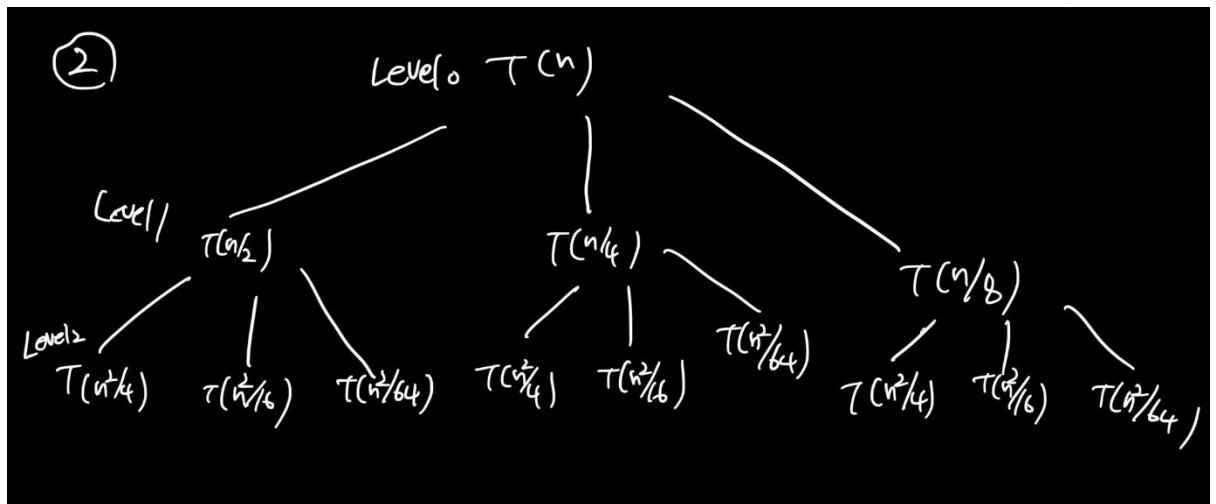 ②
Level0 T(n)
Level1
T(n/2) T(n/4) T(n/8)
Level2
T(n²/4) T(n²/16) T(n²/64) T(n²/4) T(n²/16) T(n²/64) T(n²/4) T(n²/16) T(n²/64)